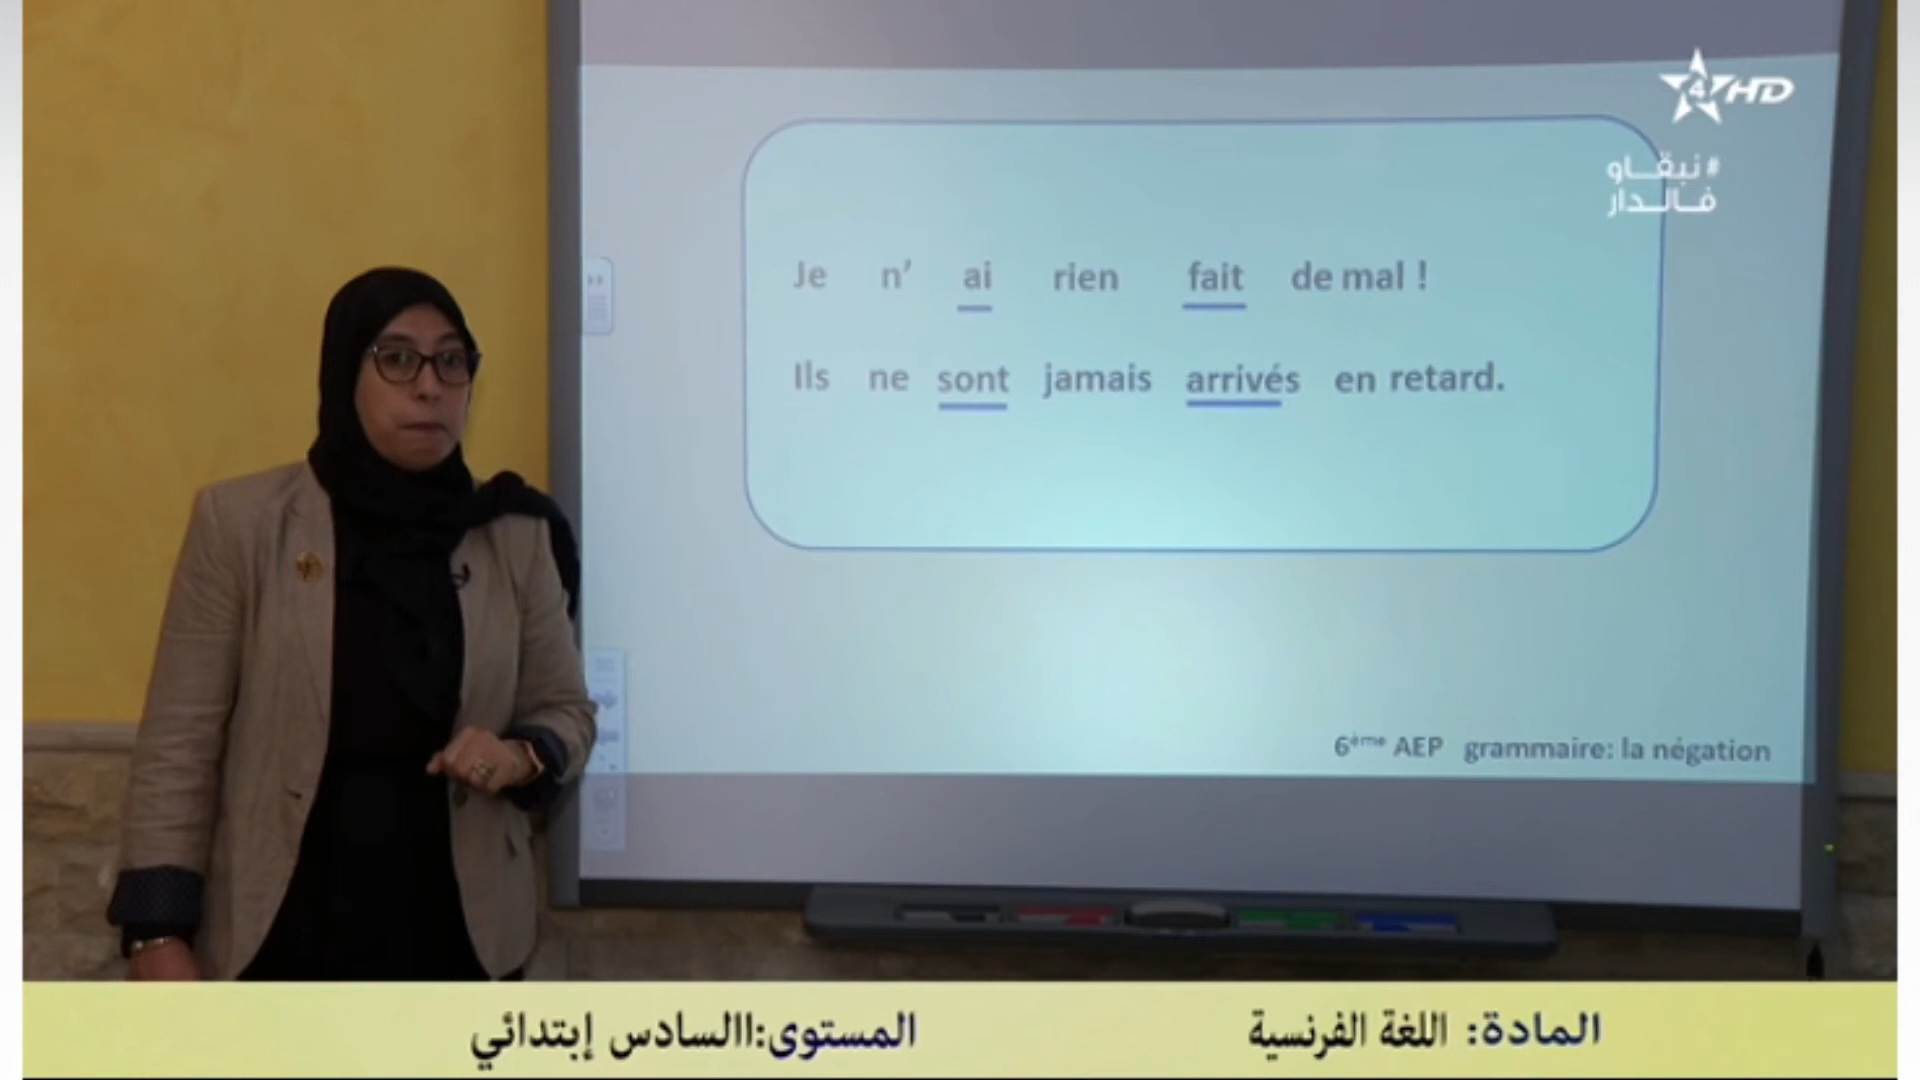 4 HD
#نبقاو
فالدار
Je n' ai rien fait de mal !
Ils ne sont jamais arrivés en retard.
6ème AEP grammaire: la négation
المادة: اللغة الفرنسية
المستوى:االسادس إبتدائي